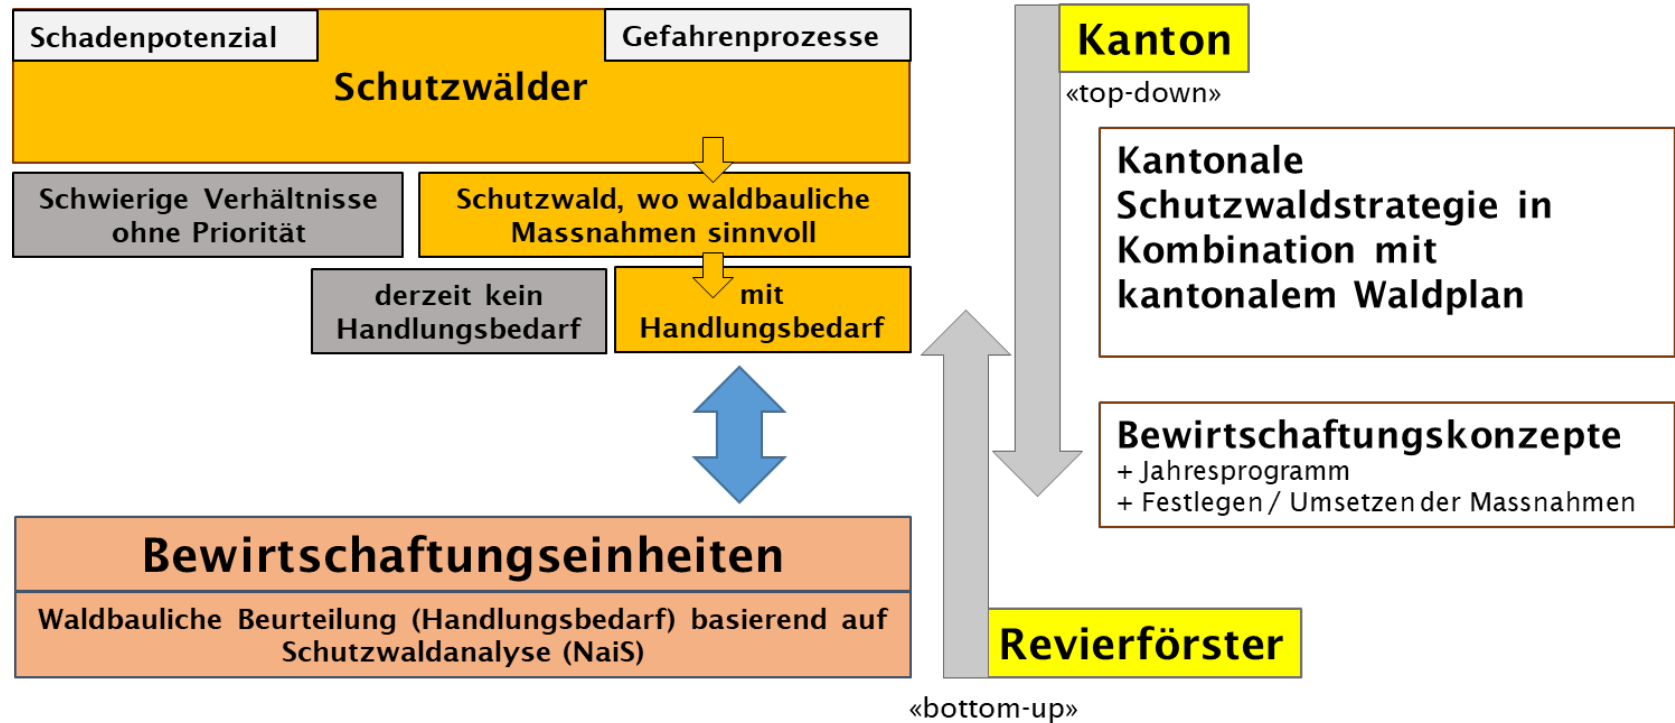 Schadenpotenzial
Gefahrenprozesse
Schutzwälder
Schwierige Verhältnisse
ohne Priorität
Schutzwald, wo waldbauliche
Massnahmen sinnvoll
derzeit kein
Handlungsbedarf
mit
Handlungsbedarf
Bewirtschaftungseinheiten
Waldbauliche Beurteilung (Handlungsbedarf) basierend auf
Schutzwaldanalyse (NaiS)
Kanton
«top-down»
Kantonale
Schutzwaldstrategie in
Kombination mit
kantonalem Waldplan
Bewirtschaftungskonzepte
+ Jahresprogramm
+ Festlegen / Umsetzen der Massnahmen
Revierförster
«bottom-up»